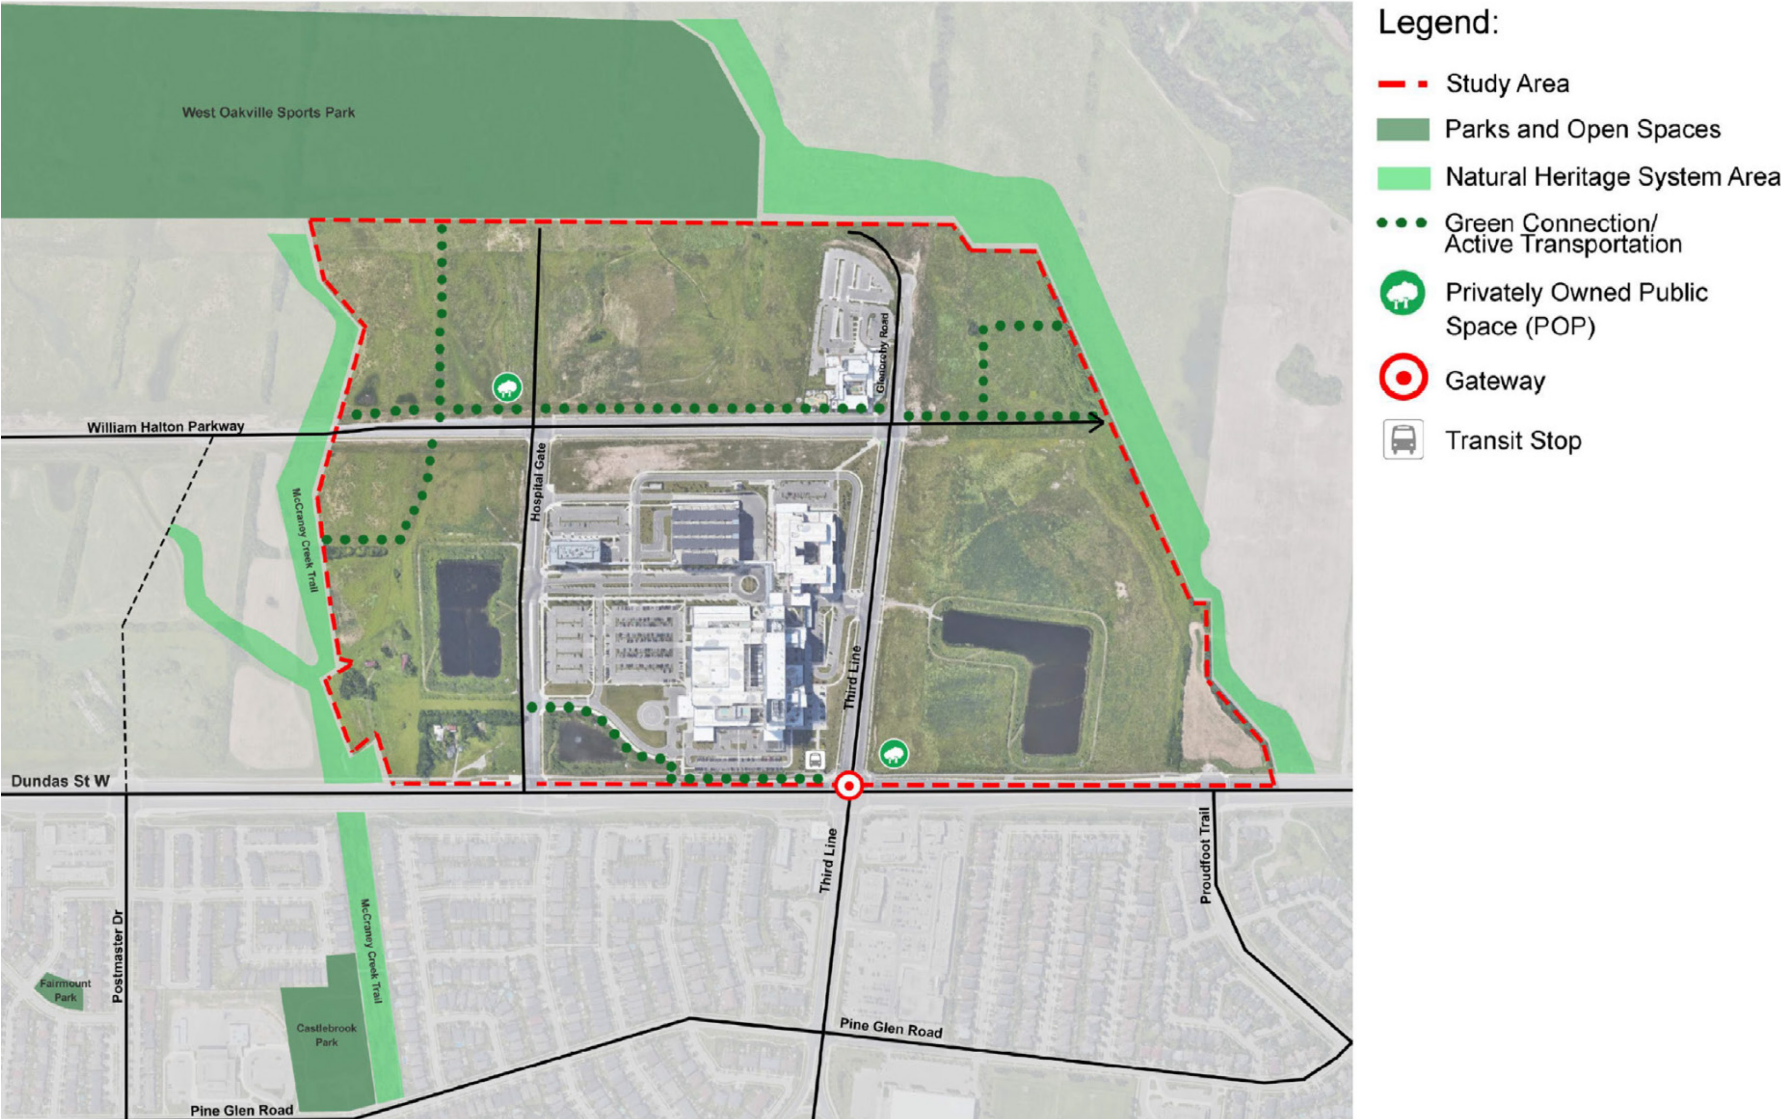 Legend:
Study Area
Parks and Open Spaces
Natural Heritage System Area
Green Connection/
Active Transportation
Privately Owned Public
Space (POP)
Gateway
Transit Stop
West Oakville Sports Park
Glenorchy Road
William Halton Parkway
Hospital Gate
McCraney Creek Trail
Third Line
Dundas St W
Third Line
Proudfoot Trail
Postmaster Dr
McCraney Creek Trail
Fairmount
Park
Castlebrook
Park
Pine Glen Road
Pine Glen Road